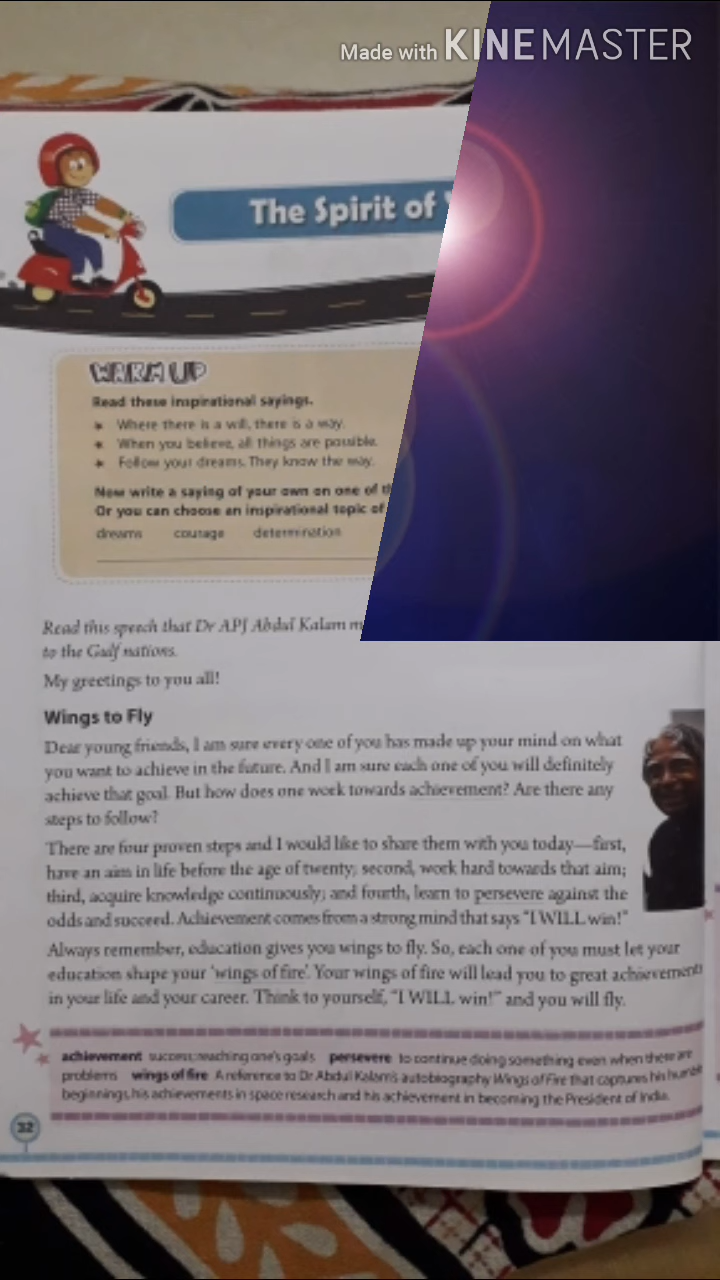 Made with KINEMASTER
The Spirit of
WARM UP
Read these inspirational sayings.
Where there is a will, there is a way.
When you believe, all things are possible.
Follow your dreams. They know the way.
Now write a saying of your own on one of
Or you can choose an inspirational topic of
dreams courage determination
Read this speech that Dr APJ Abdul Kalam
to the Gulf nations.
My greetings to you all!
Wings to Fly
Dear young friends, I am sure every one of you has made up your mind on what
you want to achieve in the future. And I am sure each one of you will definitely
achieve that goal. But how does one work towards achievement? Are there any
steps to follow?
There are four proven steps and I would like to share them with you today—first,
have an aim in life before the age of twenty; second, work hard towards that aim;
third, acquire knowledge continuously; and fourth, learn to persevere against the
odds and succeed. Achievement comes from a strong mind that says "I WILL win!"
Always remember, education gives you wings to fly. So, each one of you must let your
education shape your 'wings of fire'. Your wings of fire will lead you to great achievements
in your life and your career. Think to yourself, "I WILL win!" and you will fly.
achievement success; reaching one's goals persevere to continue doing something even when there are
problems wings of fire A reference to Dr Abdul Kalam's autobiography Wings of Fire that captures his humble
beginnings, his achievements in space research and his achievement in becoming the President of India.
32